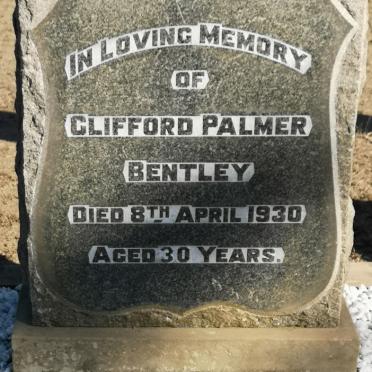 In Loving Memory
of
Clifford Palmer
Bentley
Died 8th April 1930
Aged 30 Years.